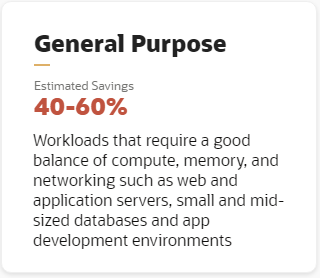 General Purpose
Estimated Savings
40-60%
Workloads that require a good
balance of compute, memory, and
networking such as web and
application servers, small and mid-
sized databases and app
development environments